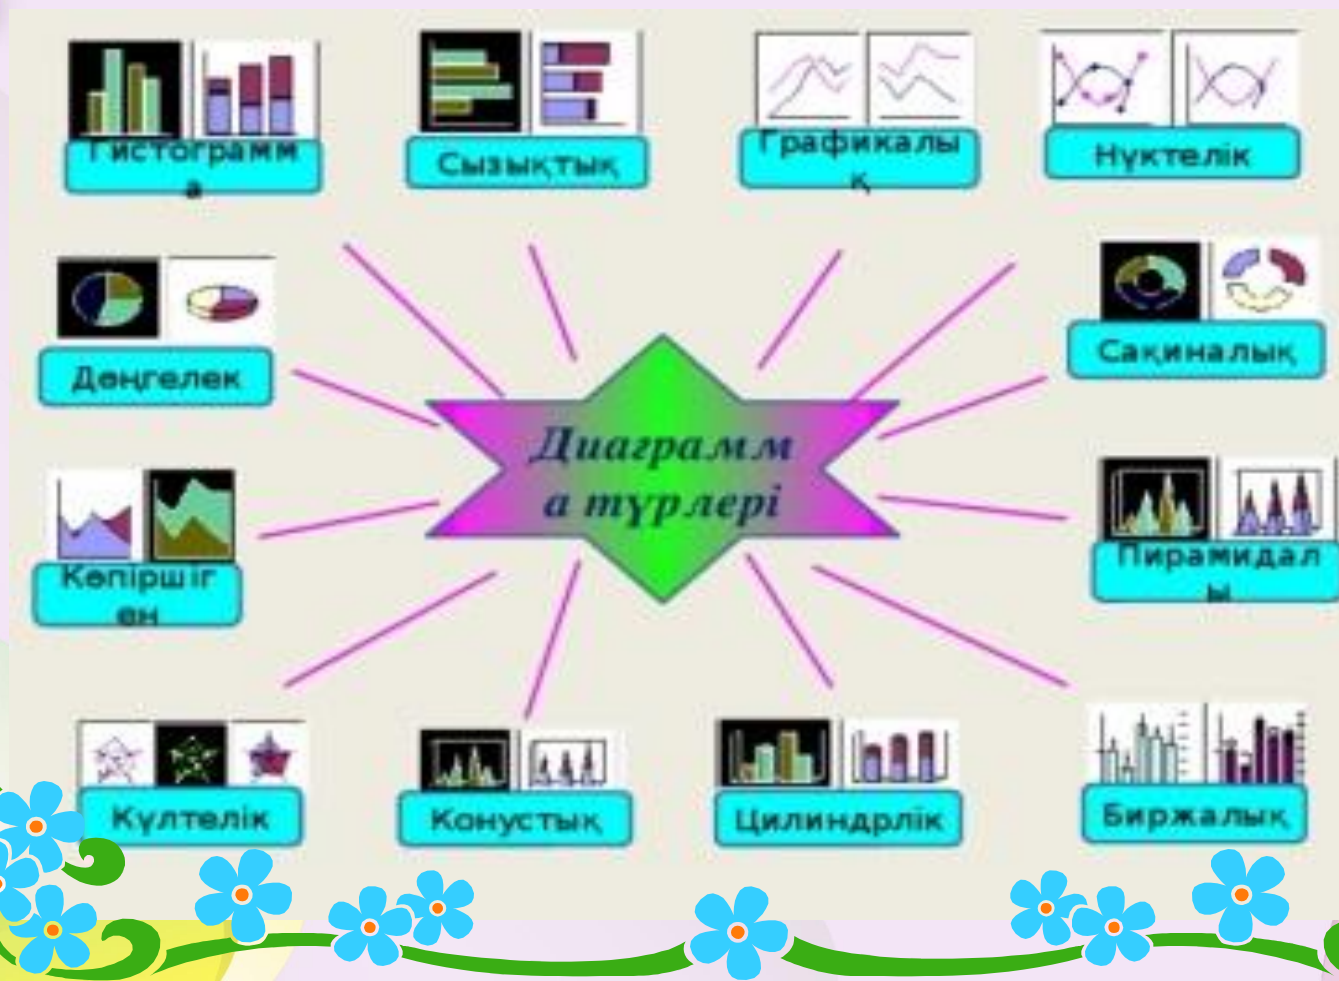 Гистограмм
а
Сызықтық
Графикалы
қ
Нүктелік
Дөңгелек
Сақиналық
Диаграмм
а түрлері
Көпіршіг
ен
Пирамидал
ы
Күлтелік
Конустық
Цилиндрлік
Биржалық